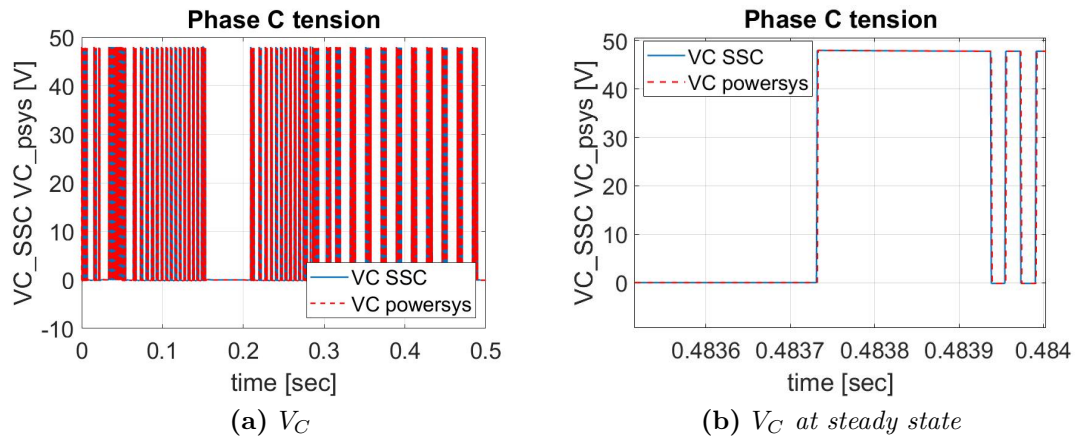 Phase C tension
VC_SSC VC_psys [V]
50
40
30
20
10
0
-10
VC SSC
VC powersys
0 0.1 0.2 0.3 0.4 0.5
time [sec]
(a) V_C
Phase C tension
VC_SSC VC_psys [V]
50
40
30
20
10
0
VC SSC
VC powersys
0.4836 0.4837 0.4838 0.4839 0.484
time [sec]
(b) V_C at steady state